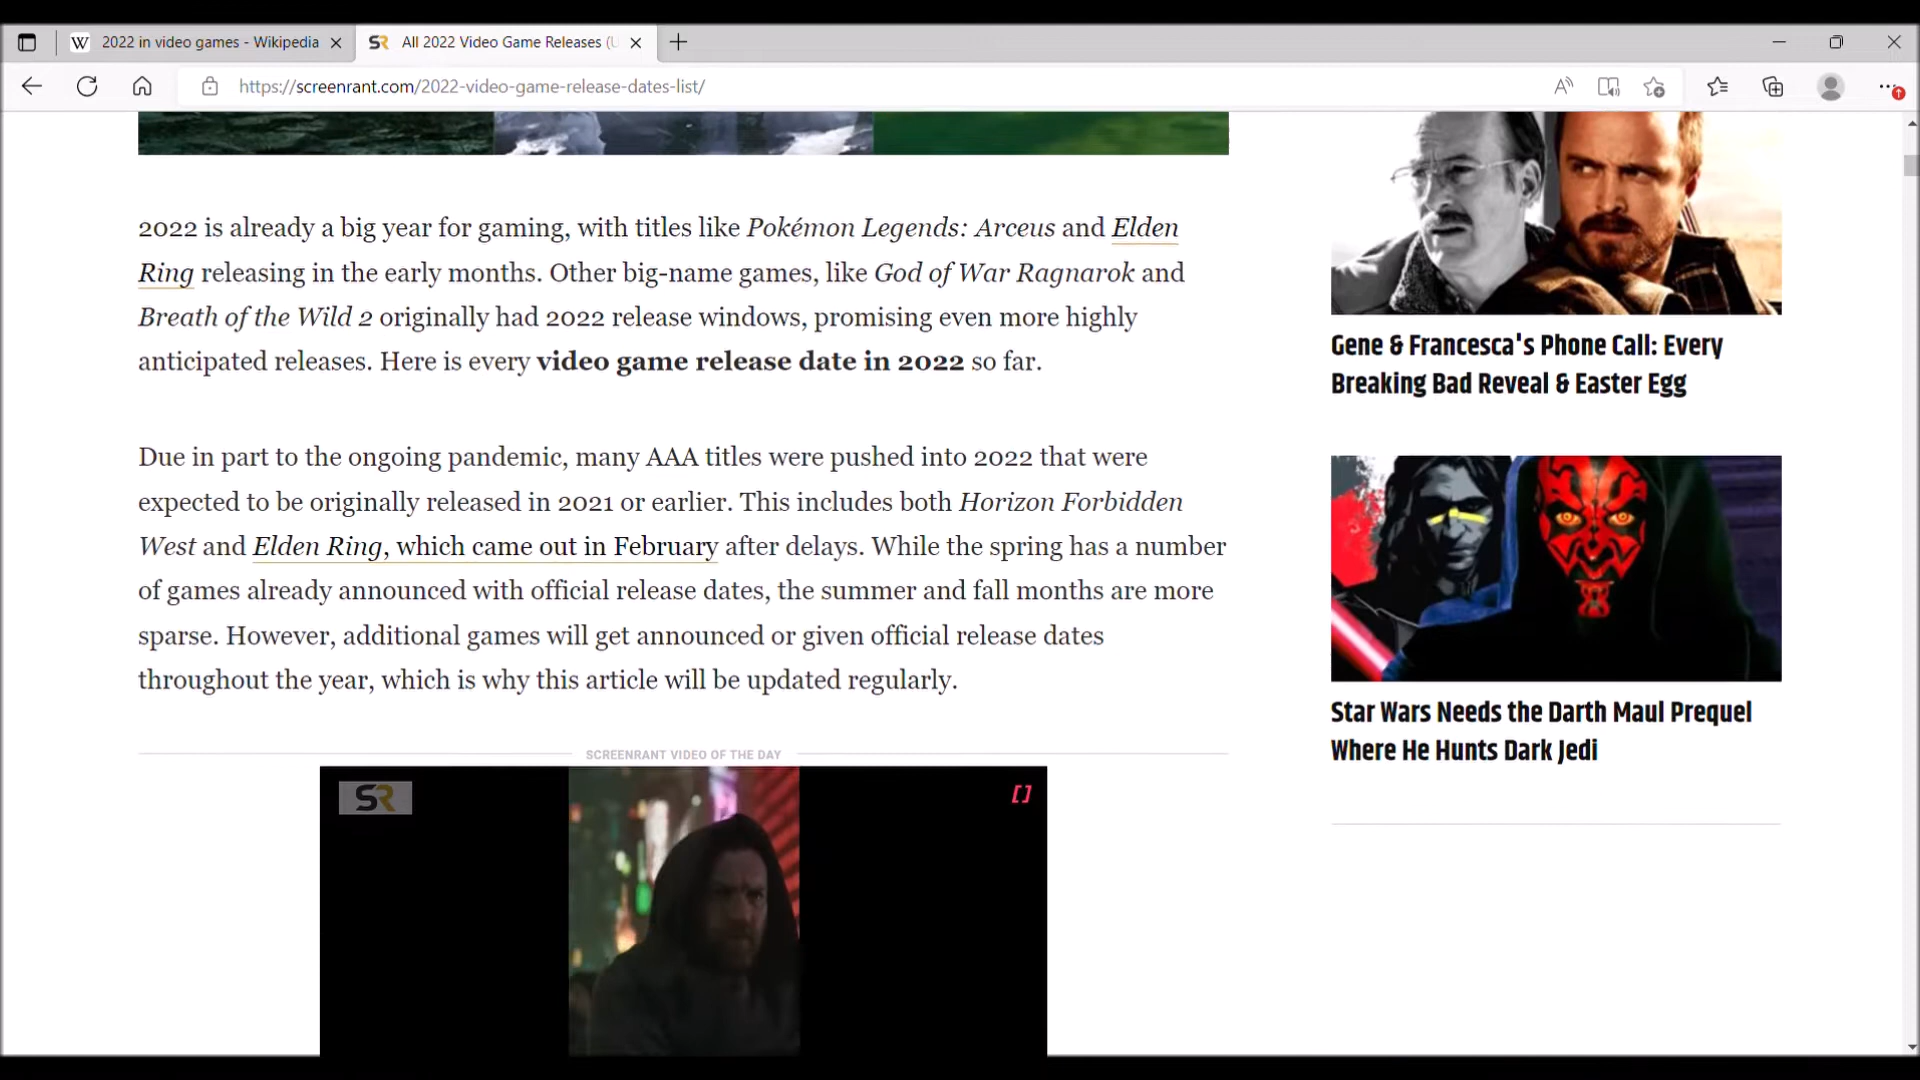 2022 in video games - Wikipedia
All 2022 Video Game Releases (
https://screenrant.com/2022-video-game-release-dates-list/
2022 is already a big year for gaming, with titles like Pokémon Legends: Arceus and Elden
Ring releasing in the early months. Other big-name games, like God of War Ragnarok and
Breath of the Wild 2 originally had 2022 release windows, promising even more highly
anticipated releases. Here is every video game release date in 2022 so far.
Due in part to the ongoing pandemic, many AAA titles were pushed into 2022 that were
expected to be originally released in 2021 or earlier. This includes both Horizon Forbidden
West and Elden Ring, which came out in February after delays. While the spring has a number
of games already announced with official release dates, the summer and fall months are more
sparse. However, additional games will get announced or given official release dates
throughout the year, which is why this article will be updated regularly.
SCREENRANT VIDEO OF THE DAY
SR
Gene & Francesca's Phone Call: Every
Breaking Bad Reveal & Easter Egg
Star Wars Needs the Darth Maul Prequel
Where He Hunts Dark Jedi